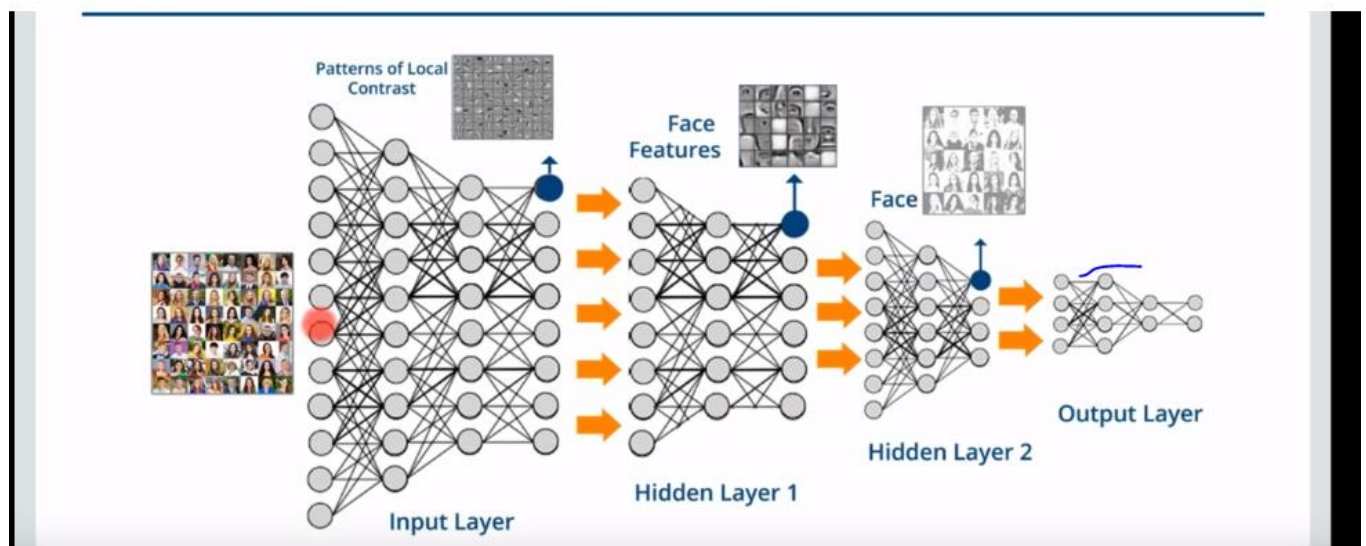 Patterns of Local
Contrast
Face
Features
Face
Input Layer
Hidden Layer 1
Hidden Layer 2
Output Layer